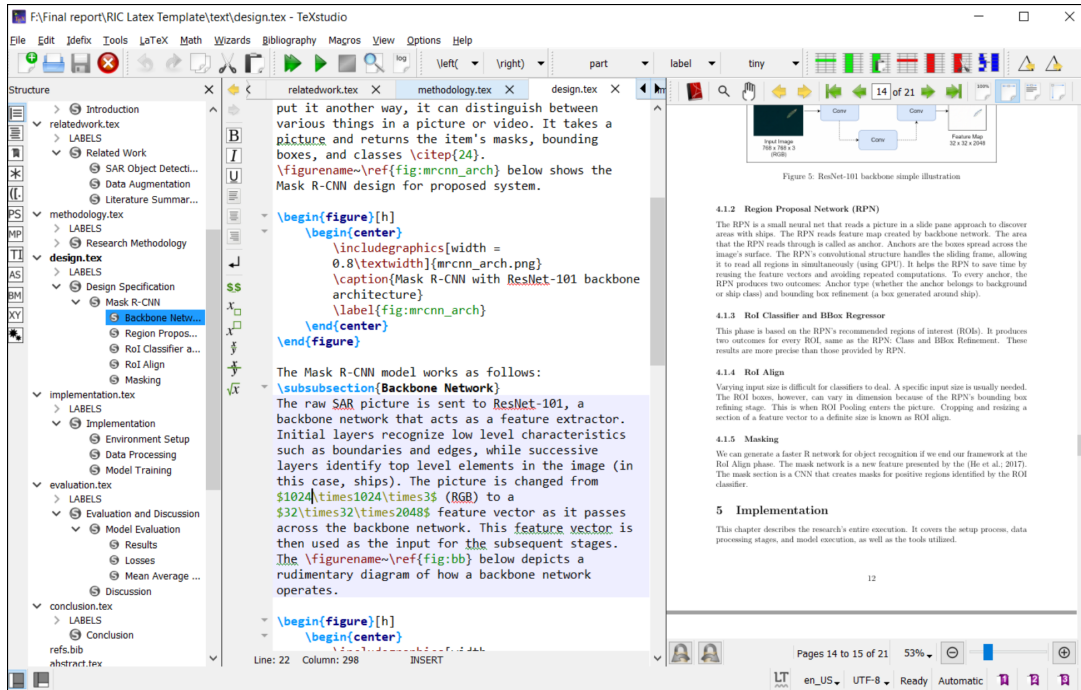 F:\Final report\RIC Latex Template\text\design.tex - TeXstudio
File Edit Idefix Tools LaTeX Math Wizards Bibliography Macros View Options Help
log \left( \right) part label tiny
Structure
relatedwork.tex methodology.tex design.tex
14 of 21
100%
Introduction
relatedwork.tex
LABELS
Related Work
SAR Object Detecti...
Data Augmentation
Literature Summar...
methodology.tex
LABELS
Research Methodology
design.tex
LABELS
Design Specification
Mask R-CNN
Backbone Netw...
Region Propos...
RoI Classifier a...
RoI Align
Masking
implementation.tex
LABELS
Implementation
Environment Setup
Data Processing
Model Training
evaluation.tex
LABELS
Evaluation and Discussion
Model Evaluation
Results
Losses
Mean Average ...
Discussion
conclusion.tex
LABELS
Conclusion
refs.bib
abstract.tex
PS
MP
TI
AS
BM
XY
B
I
U
$$
put it another way, it can distinguish between
various things in a picture or video. It takes a
picture and returns the item's masks, bounding
boxes, and classes \citep{24}.
\figurename~\ref{fig:mrcnn_arch} below shows the
Mask R-CNN design for proposed system.
\begin{figure}[h]
\begin{center}
\includegraphics[width =
0.8\textwidth]{mrcnn_arch.png}
\caption{Mask R-CNN with ResNet-101 backbone
architecture}
\label{fig:mrcnn_arch}
\end{center}
\end{figure}
The Mask R-CNN model works as follows:
\subsubsection{Backbone Network}
The raw SAR picture is sent to ResNet-101, a
backbone network that acts as a feature extractor.
Initial layers recognize low level characteristics
such as boundaries and edges, while successive
layers identify top level elements in the image (in
this case, ships). The picture is changed from
$1024\times1024\times3$ (RGB) to a
$32\times32\times2048$ feature vector as it passes
across the backbone network. This feature vector is
then used as the input for the subsequent stages.
The \figurename~\ref{fig:bb} below depicts a
rudimentary diagram of how a backbone network
operates.
\begin{figure}[h]
\begin{center}
\includegraphics[width
Line: 22 Column: 298 INSERT
Conv Conv
Conv
Input Image
768 x 768 x 3
(RGB)
Feature Map
32 x 32 x 2048
Figure 5: ResNet-101 backbone simple illustration
4.1.2 Region Proposal Network (RPN)
The RPN is a small neural net that reads a picture in a slide pane approach to discover
areas with ships. The RPN reads feature map created by backbone network. The area
that the RPN reads through is called as anchor. Anchors are the boxes spread across the
image's surface. The RPN's convolutional structure handles the sliding frame, allowing
it to read all regions in simultaneously (using GPU). It helps the RPN to save time by
reusing the feature vectors and avoiding repeated computations. To every anchor, the
RPN produces two outcomes: Anchor type (whether the anchor belongs to background
or ship class) and bounding box refinement (a box generated around ship).
4.1.3 RoI Classifier and BBox Regressor
This phase is based on the RPN's recommended regions of interest (ROIs). It produces
two outcomes for every ROI, same as the RPN: Class and BBox Refinement. These
results are more precise than those provided by RPN.
4.1.4 RoI Align
Varying input size is difficult for classifiers to deal. A specific input size is usually needed.
The ROI boxes, however, can vary in dimension because of the RPN's bounding box
refining stage. This is when ROI Pooling enters the picture. Cropping and resizing a
section of a feature vector to a definite size is known as ROI align.
4.1.5 Masking
We can generate a faster R network for object recognition if we end our framework at the
RoI Align phase. The mask network is a new feature presented by the (He et al.; 2017).
The mask section is a CNN that creates masks for positive regions identified by the ROI
classifier.
5 Implementation
This chapter describes the research's entire execution. It covers the setup process, data
processing stages, and model execution, as well as the tools utilized.
12
Pages 14 to 15 of 21 53%
LT en_US UTF-8 Ready Automatic